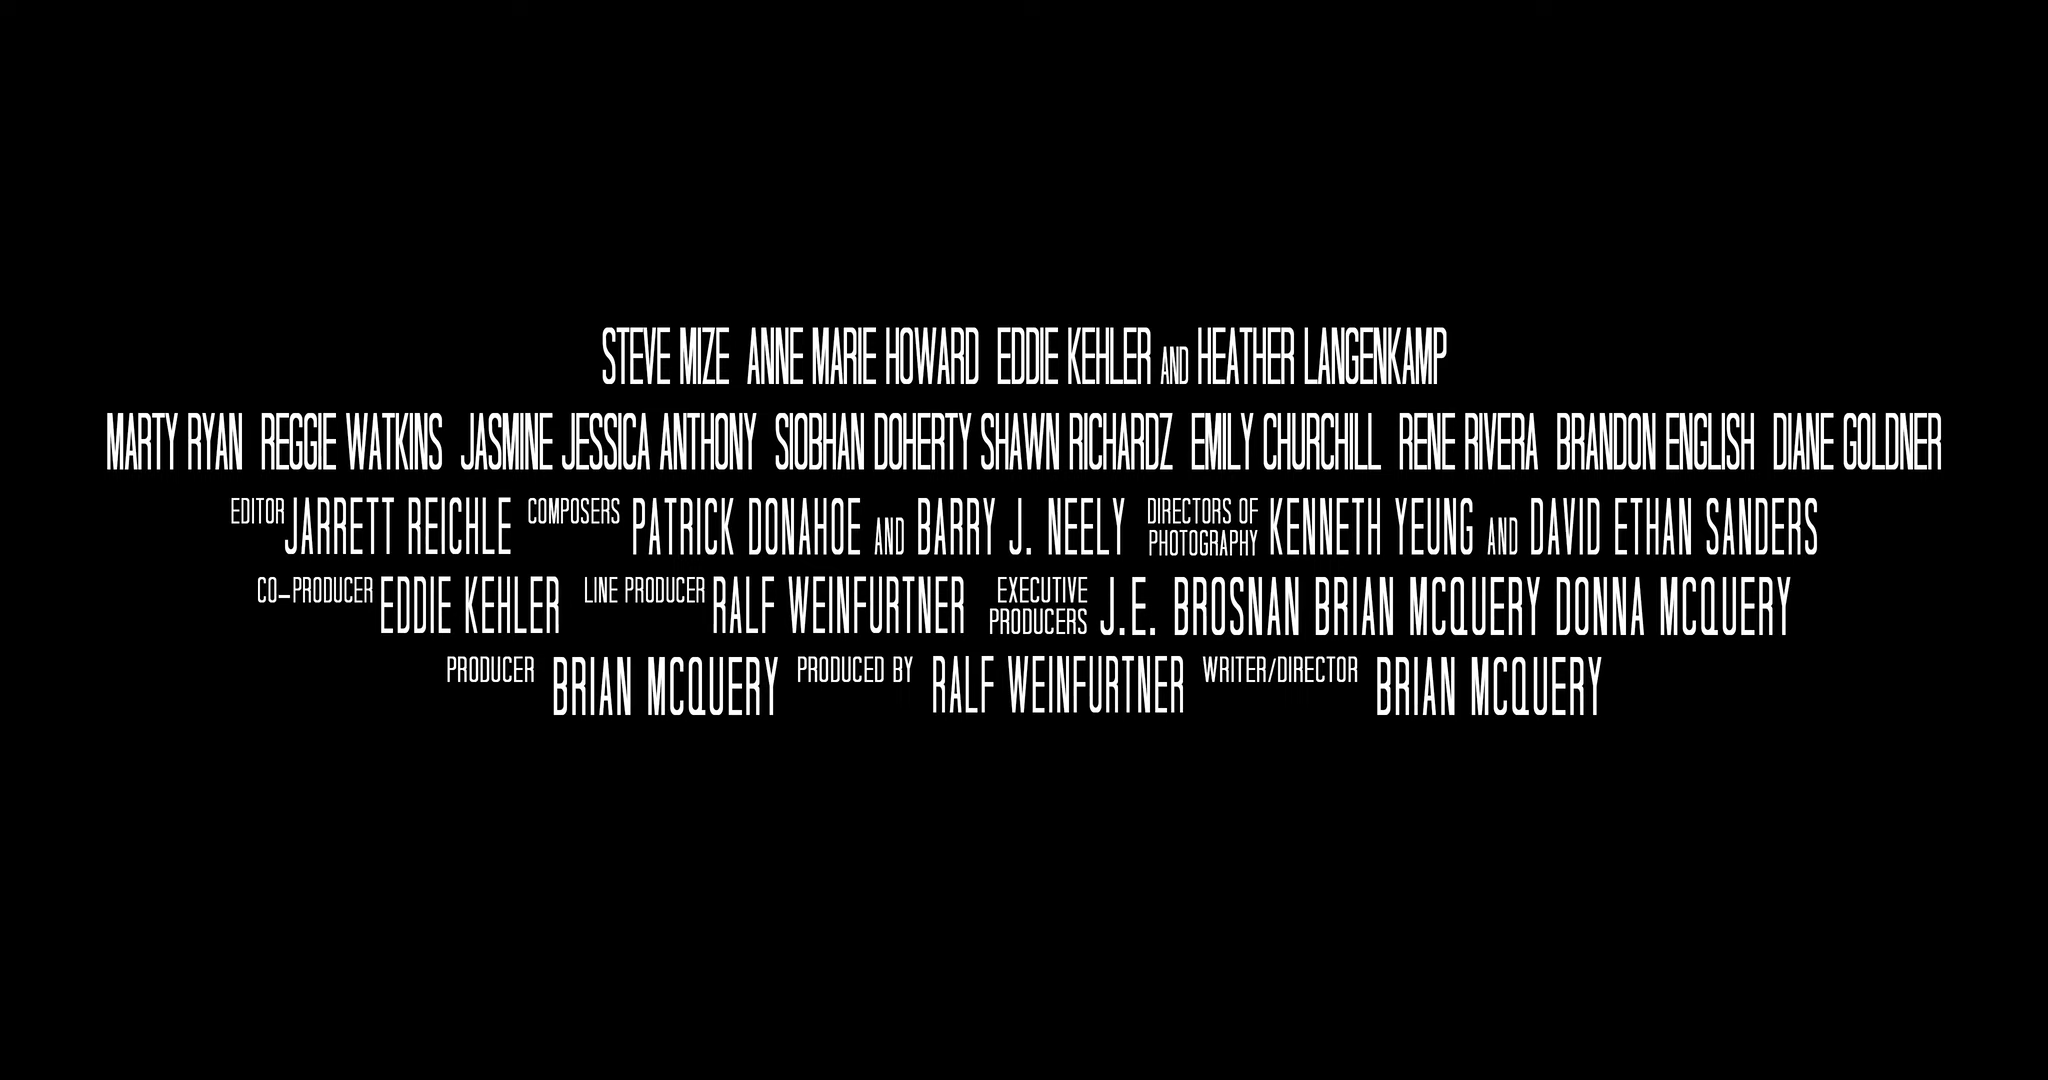 STEVE MIZE ANNE MARIE HOWARD EDDIE KEHLER AND HEATHER LANGENKAMP
MARTY RYAN REGGIE WATKINS JASMINE JESSICA ANTHONY SIOBHAN DOHERTY SHAWN RICHARDZ EMILY CHURCHILL RENE RIVERA BRANDON ENGLISH DIANE GOLDNER
EDITOR JARRETT REICHLE COMPOSERS PATRICK DONAHOE AND BARRY J. NEELY DIRECTORS OF PHOTOGRAPHY KENNETH YEUNG AND DAVID ETHAN SANDERS
CO-PRODUCER EDDIE KEHLER LINE PRODUCER RALF WEINFURTNER EXECUTIVE PRODUCERS J.E. BROSNAN BRIAN MCQUERY DONNA MCQUERY
PRODUCER BRIAN MCQUERY PRODUCED BY RALF WEINFURTNER WRITER/DIRECTOR BRIAN MCQUERY